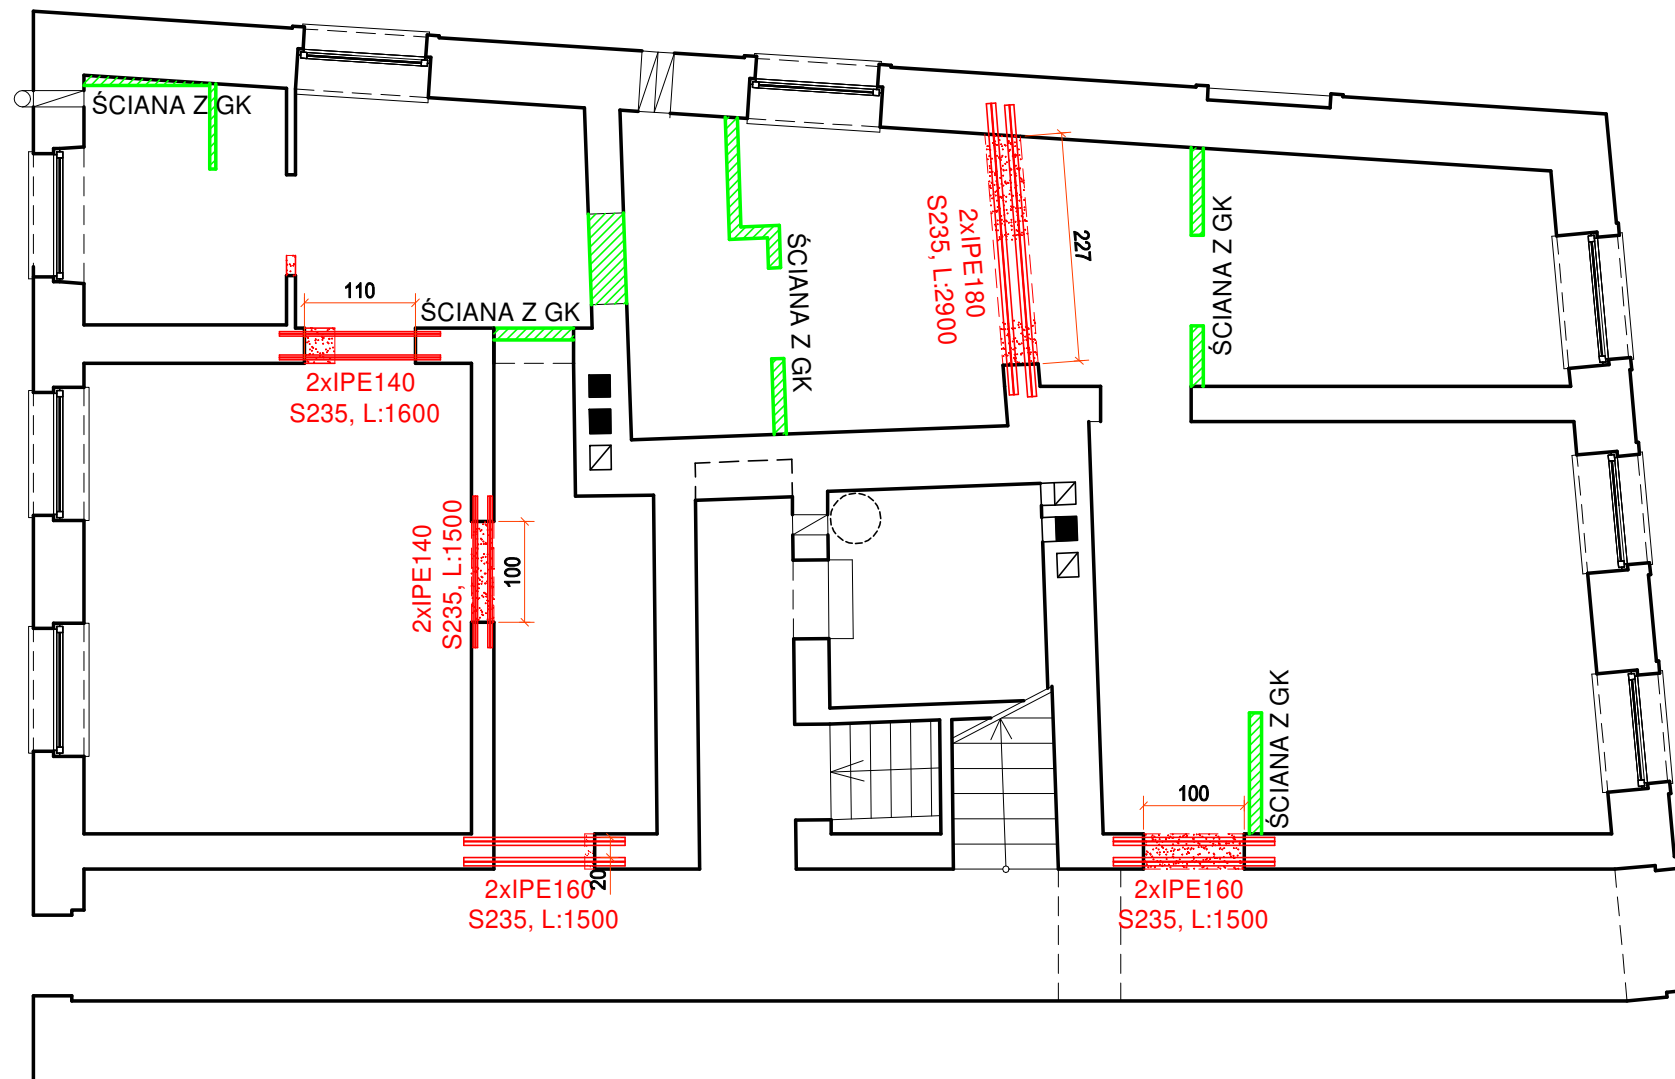 ŚCIANA Z GK
110
ŚCIANA Z GK
2xIPE140
S235, L:1600
2xIPE140
S235, L:1500
100
ŚCIANA Z GK
2xIPE180
S235, L:2900
227
ŚCIANA Z GK
ŚCIANA Z GK
100
20
2xIPE160
S235, L:1500
2xIPE160
S235, L:1500